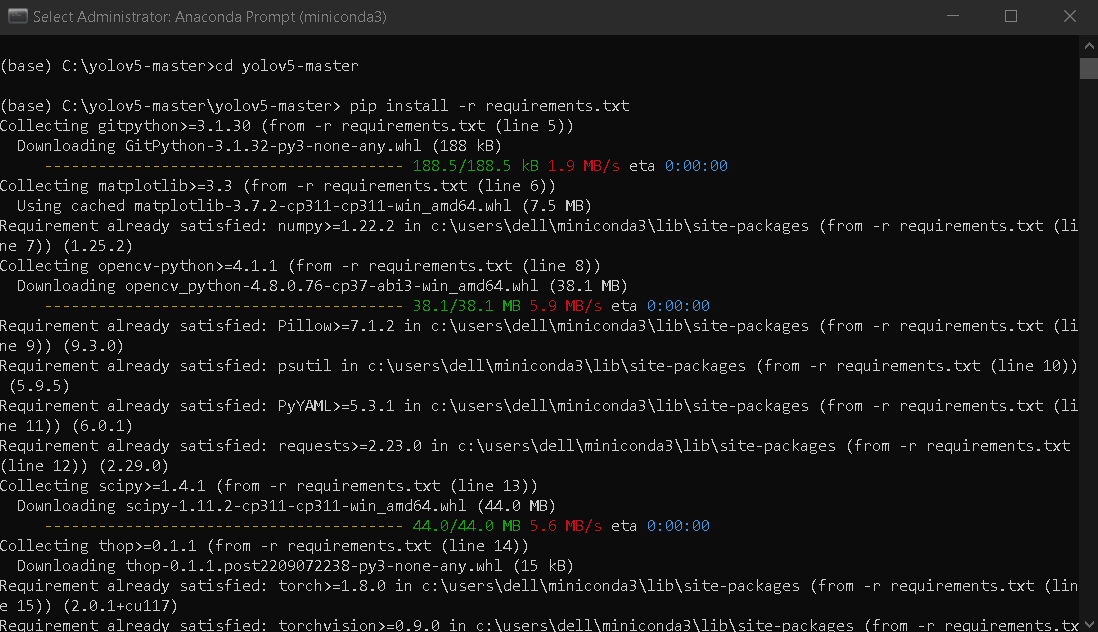 Select Administrator: Anaconda Prompt (miniconda3)
(base) C:\yolov5-master>cd yolov5-master
(base) C:\yolov5-master\yolov5-master> pip install -r requirements.txt
Collecting gitpython>=3.1.30 (from -r requirements.txt (line 5))
Downloading GitPython-3.1.32-py3-none-any.whl (188 kB)
---------------------------------------- 188.5/188.5 kB 1.9 MB/s eta 0:00:00
Collecting matplotlib>=3.3 (from -r requirements.txt (line 6))
Using cached matplotlib-3.7.2-cp311-cp311-win_amd64.whl (7.5 MB)
Requirement already satisfied: numpy>=1.22.2 in c:\users\dell\miniconda3\lib\site-packages (from -r requirements.txt (li
ne 7)) (1.25.2)
Collecting opencv-python>=4.1.1 (from -r requirements.txt (line 8))
Downloading opencv_python-4.8.0.76-cp37-abi3-win_amd64.whl (38.1 MB)
---------------------------------------- 38.1/38.1 MB 5.9 MB/s eta 0:00:00
Requirement already satisfied: Pillow>=7.1.2 in c:\users\dell\miniconda3\lib\site-packages (from -r requirements.txt (li
ne 9)) (9.3.0)
Requirement already satisfied: psutil in c:\users\dell\miniconda3\lib\site-packages (from -r requirements.txt (line 10))
(5.9.5)
Requirement already satisfied: PyYAML>=5.3.1 in c:\users\dell\miniconda3\lib\site-packages (from -r requirements.txt (li
ne 11)) (6.0.1)
Requirement already satisfied: requests>=2.23.0 in c:\users\dell\miniconda3\lib\site-packages (from -r requirements.txt
(line 12)) (2.29.0)
Collecting scipy>=1.4.1 (from -r requirements.txt (line 13))
Downloading scipy-1.11.2-cp311-cp311-win_amd64.whl (44.0 MB)
---------------------------------------- 44.0/44.0 MB 5.6 MB/s eta 0:00:00
Collecting thop>=0.1.1 (from -r requirements.txt (line 14))
Downloading thop-0.1.1.post2209072238-py3-none-any.whl (15 kB)
Requirement already satisfied: torch>=1.8.0 in c:\users\dell\miniconda3\lib\site-packages (from -r requirements.txt (lin
e 15)) (2.0.1+cu117)
Requirement already satisfied: torchvision>=0.9.0 in c:\users\dell\miniconda3\lib\site-packages (from -r requirements.tx